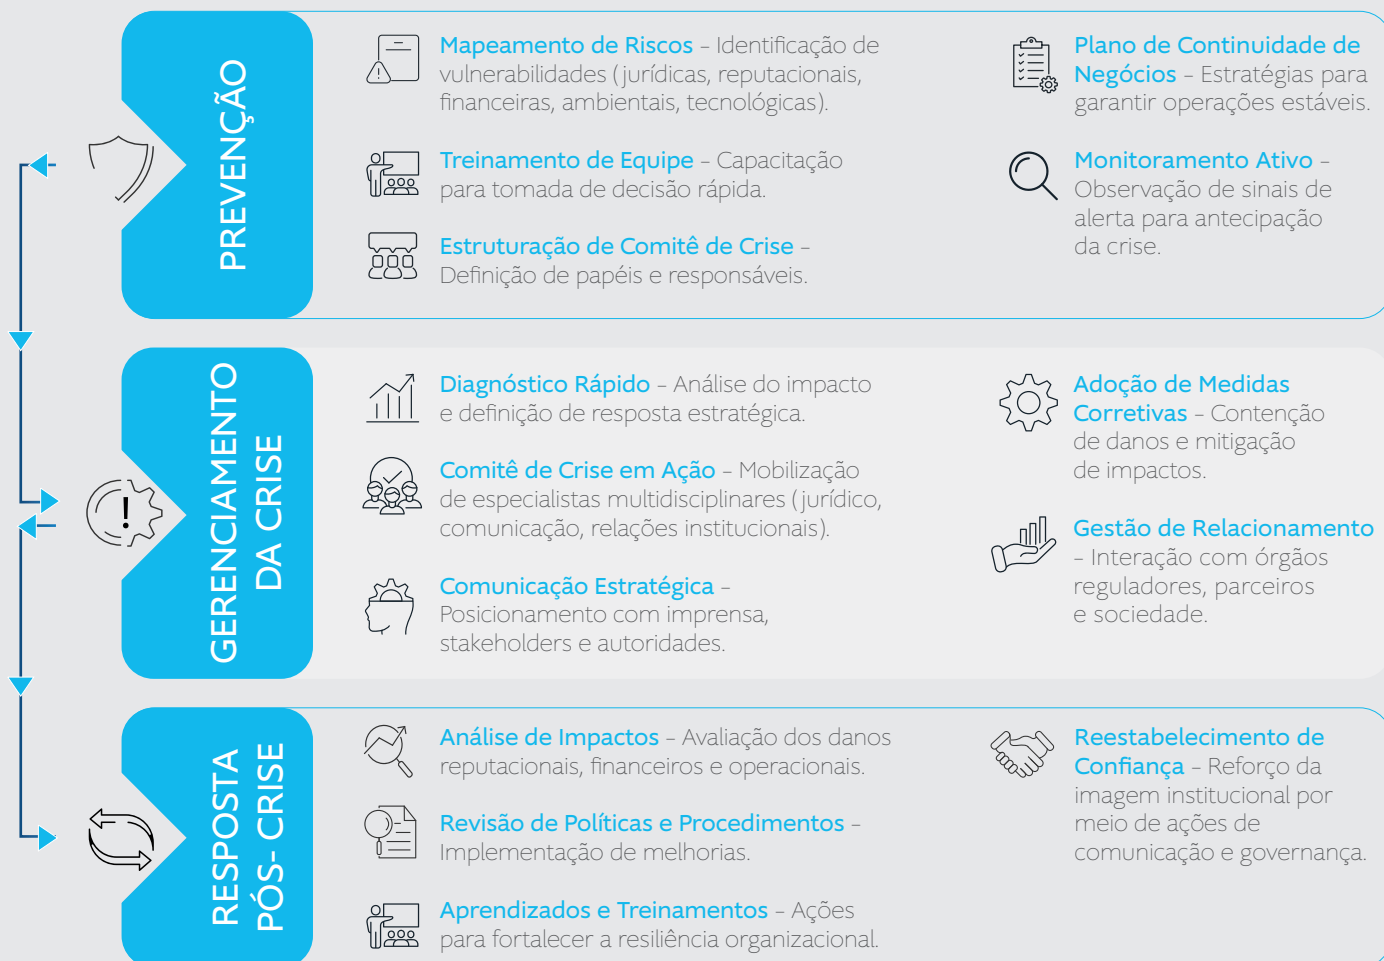 PREVENÇÃO
Mapeamento de Riscos – Identificação de
vulnerabilidades (jurídicas, reputacionais,
financeiras, ambientais, tecnológicas).
Treinamento de Equipe – Capacitação
para tomada de decisão rápida.
Estruturação de Comitê de Crise –
Definição de papéis e responsáveis.
Plano de Continuidade de
Negócios – Estratégias para
garantir operações estáveis.
Monitoramento Ativo –
Observação de sinais de
alerta para antecipação
da crise.
GERENCIAMENTO
DA CRISE
!
Diagnóstico Rápido – Análise do impacto
e definição de resposta estratégica.
Comitê de Crise em Ação – Mobilização
de especialistas multidisciplinares (jurídico,
comunicação, relações institucionais).
Comunicação Estratégica –
Posicionamento com imprensa,
stakeholders e autoridades.
Adoção de Medidas
Corretivas – Contenção
de danos e mitigação
de impactos.
Gestão de Relacionamento
– Interação com órgãos
reguladores, parceiros
e sociedade.
RESPOSTA
PÓS- CRISE
Análise de Impactos – Avaliação dos danos
reputacionais, financeiros e operacionais.
Revisão de Políticas e Procedimentos –
Implementação de melhorias.
Aprendizados e Treinamentos – Ações
para fortalecer a resiliência organizacional.
Reestabelecimento de
Confiança – Reforço da
imagem institucional por
meio de ações de
comunicação e governança.